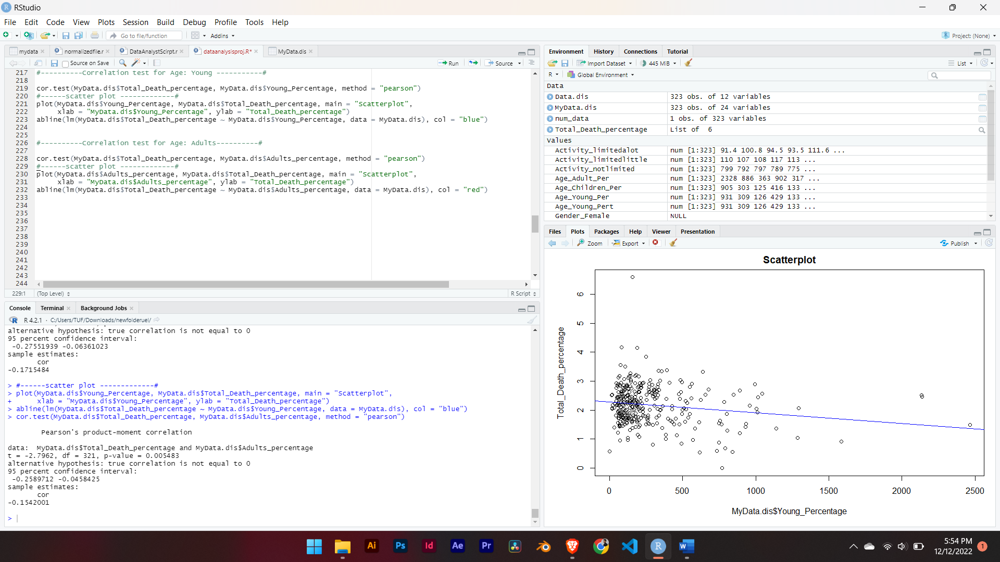 RStudio
File Edit Code View Plots Session Build Debug Profile Tools Help
Go to file/function Addins Project: (None)
mydata normalizedfile.r DataAnalystScirpt.r dataanalysisproj.R* MyData.dis
Source on Save Run Source
217 #----------Correlation test for Age: Young -----------#
218
219 cor.test(MyData.dis$Total_Death_percentage, MyData.dis$Young_Percentage, method = "pearson")
220 #------scatter plot -------------#
221 plot(MyData.dis$Young_Percentage, MyData.dis$Total_Death_percentage, main = "Scatterplot",
222 xlab = "MyData.dis$Young_Percentage", ylab = "Total_Death_percentage")
223 abline(lm(MyData.dis$Total_Death_percentage ~ MyData.dis$Young_Percentage, data = MyData.dis), col = "blue")
224
225
226 #----------Correlation test for Age: Adults----------#
227
228 cor.test(MyData.dis$Total_Death_percentage, MyData.dis$Adults_percentage, method = "pearson")
229 #------scatter plot -------------#
230 plot(MyData.dis$Adults_percentage, MyData.dis$Total_Death_percentage, main = "Scatterplot",
231 xlab = "MyData.dis$Adults_percentage", ylab = "Total_Death_percentage")
232 abline(lm(MyData.dis$Total_Death_percentage ~ MyData.dis$Adults_percentage, data = MyData.dis), col = "red")
233
234
235
236
237
238
239
240
241
242
243
244
229:1 (Top Level) R Script
Console Terminal Background Jobs
R 4.2.1 · C:/Users/TUF/Downloads/newfolderuel/
alternative hypothesis: true correlation is not equal to 0
95 percent confidence interval:
-0.27551939 -0.06361023
sample estimates:
cor
-0.1715484
> #------scatter plot -------------#
> plot(MyData.dis$Young_Percentage, MyData.dis$Total_Death_percentage, main = "Scatterplot",
+ xlab = "MyData.dis$Young_Percentage", ylab = "Total_Death_percentage")
> abline(lm(MyData.dis$Total_Death_percentage ~ MyData.dis$Young_Percentage, data = MyData.dis), col = "blue")
> cor.test(MyData.dis$Total_Death_percentage, MyData.dis$Adults_percentage, method = "pearson")
Pearson's product-moment correlation
data: MyData.dis$Total_Death_percentage and MyData.dis$Adults_percentage
t = -2.7962, df = 321, p-value = 0.005483
alternative hypothesis: true correlation is not equal to 0
95 percent confidence interval:
-0.2589712 -0.0458425
sample estimates:
cor
-0.1542001
>
Environment History Connections Tutorial
Import Dataset 445 MiB List
R Global Environment
Data
Data.dis 323 obs. of 12 variables
MyData.dis 323 obs. of 24 variables
num_data 1 obs. of 323 variables
Total_Death_percentage List of 6
Values
Activity_limitedalot num [1:323] 91.4 100.8 94.5 93.5 111.6 ...
Activity_limitedlittle num [1:323] 110 107 108 117 113 ...
Activity_notlimited num [1:323] 799 792 797 789 775 ...
Age_Adult_Per num [1:323] 2328 886 363 902 317 ...
Age_Children_Per num [1:323] 905 303 125 416 133 ...
Age_Young_Per num [1:323] 931 309 126 429 133 ...
Age_Young_Pert num [1:323] 931 309 126 429 133 ...
Gender_Female NULL
Files Plots Packages Help Viewer Presentation
Zoom Export Publish
Scatterplot
Total_Death_percentage
6
5
4
3
2
1
0
0 500 1000 1500 2000 2500
MyData.dis$Young_Percentage
Ai Ps Id Ae Pr R W
5:54 PM
12/12/2022
1